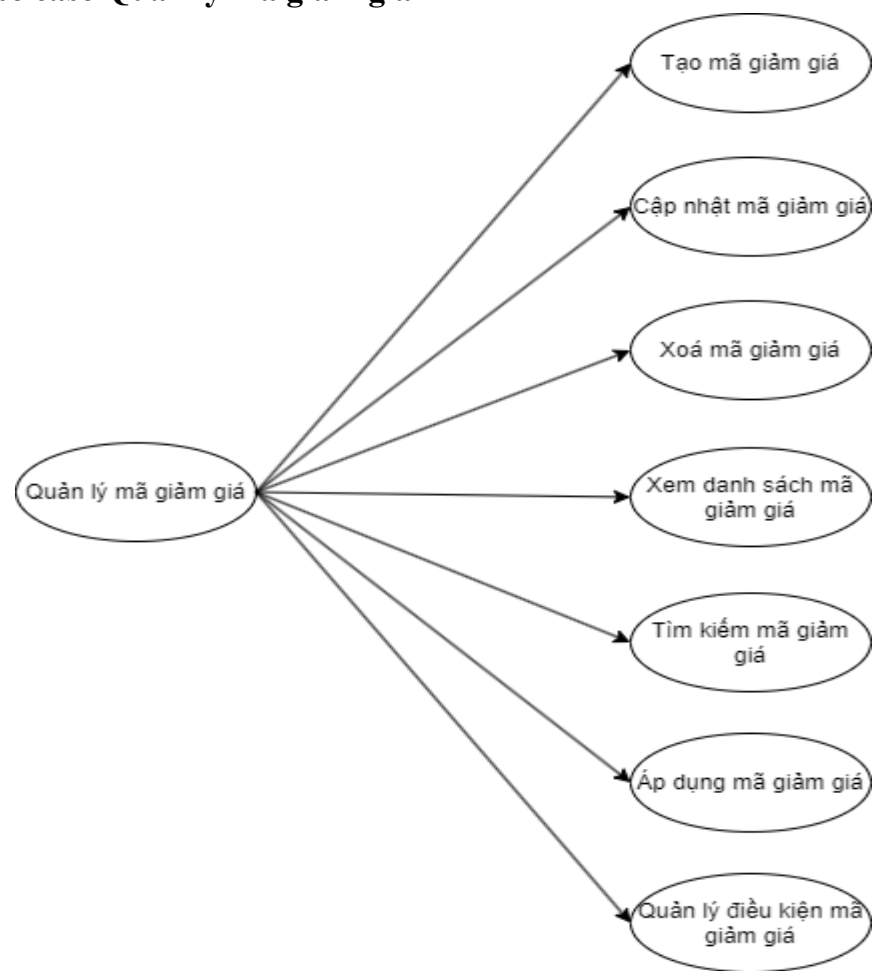 Tạo mã giảm giá
Cập nhật mã giảm giá
Xoá mã giảm giá
Quản lý mã giảm giá
Xem danh sách mã
giảm giá
Tìm kiếm mã giảm
giá
Áp dụng mã giảm giá
Quản lý điều kiện mã
giảm giá